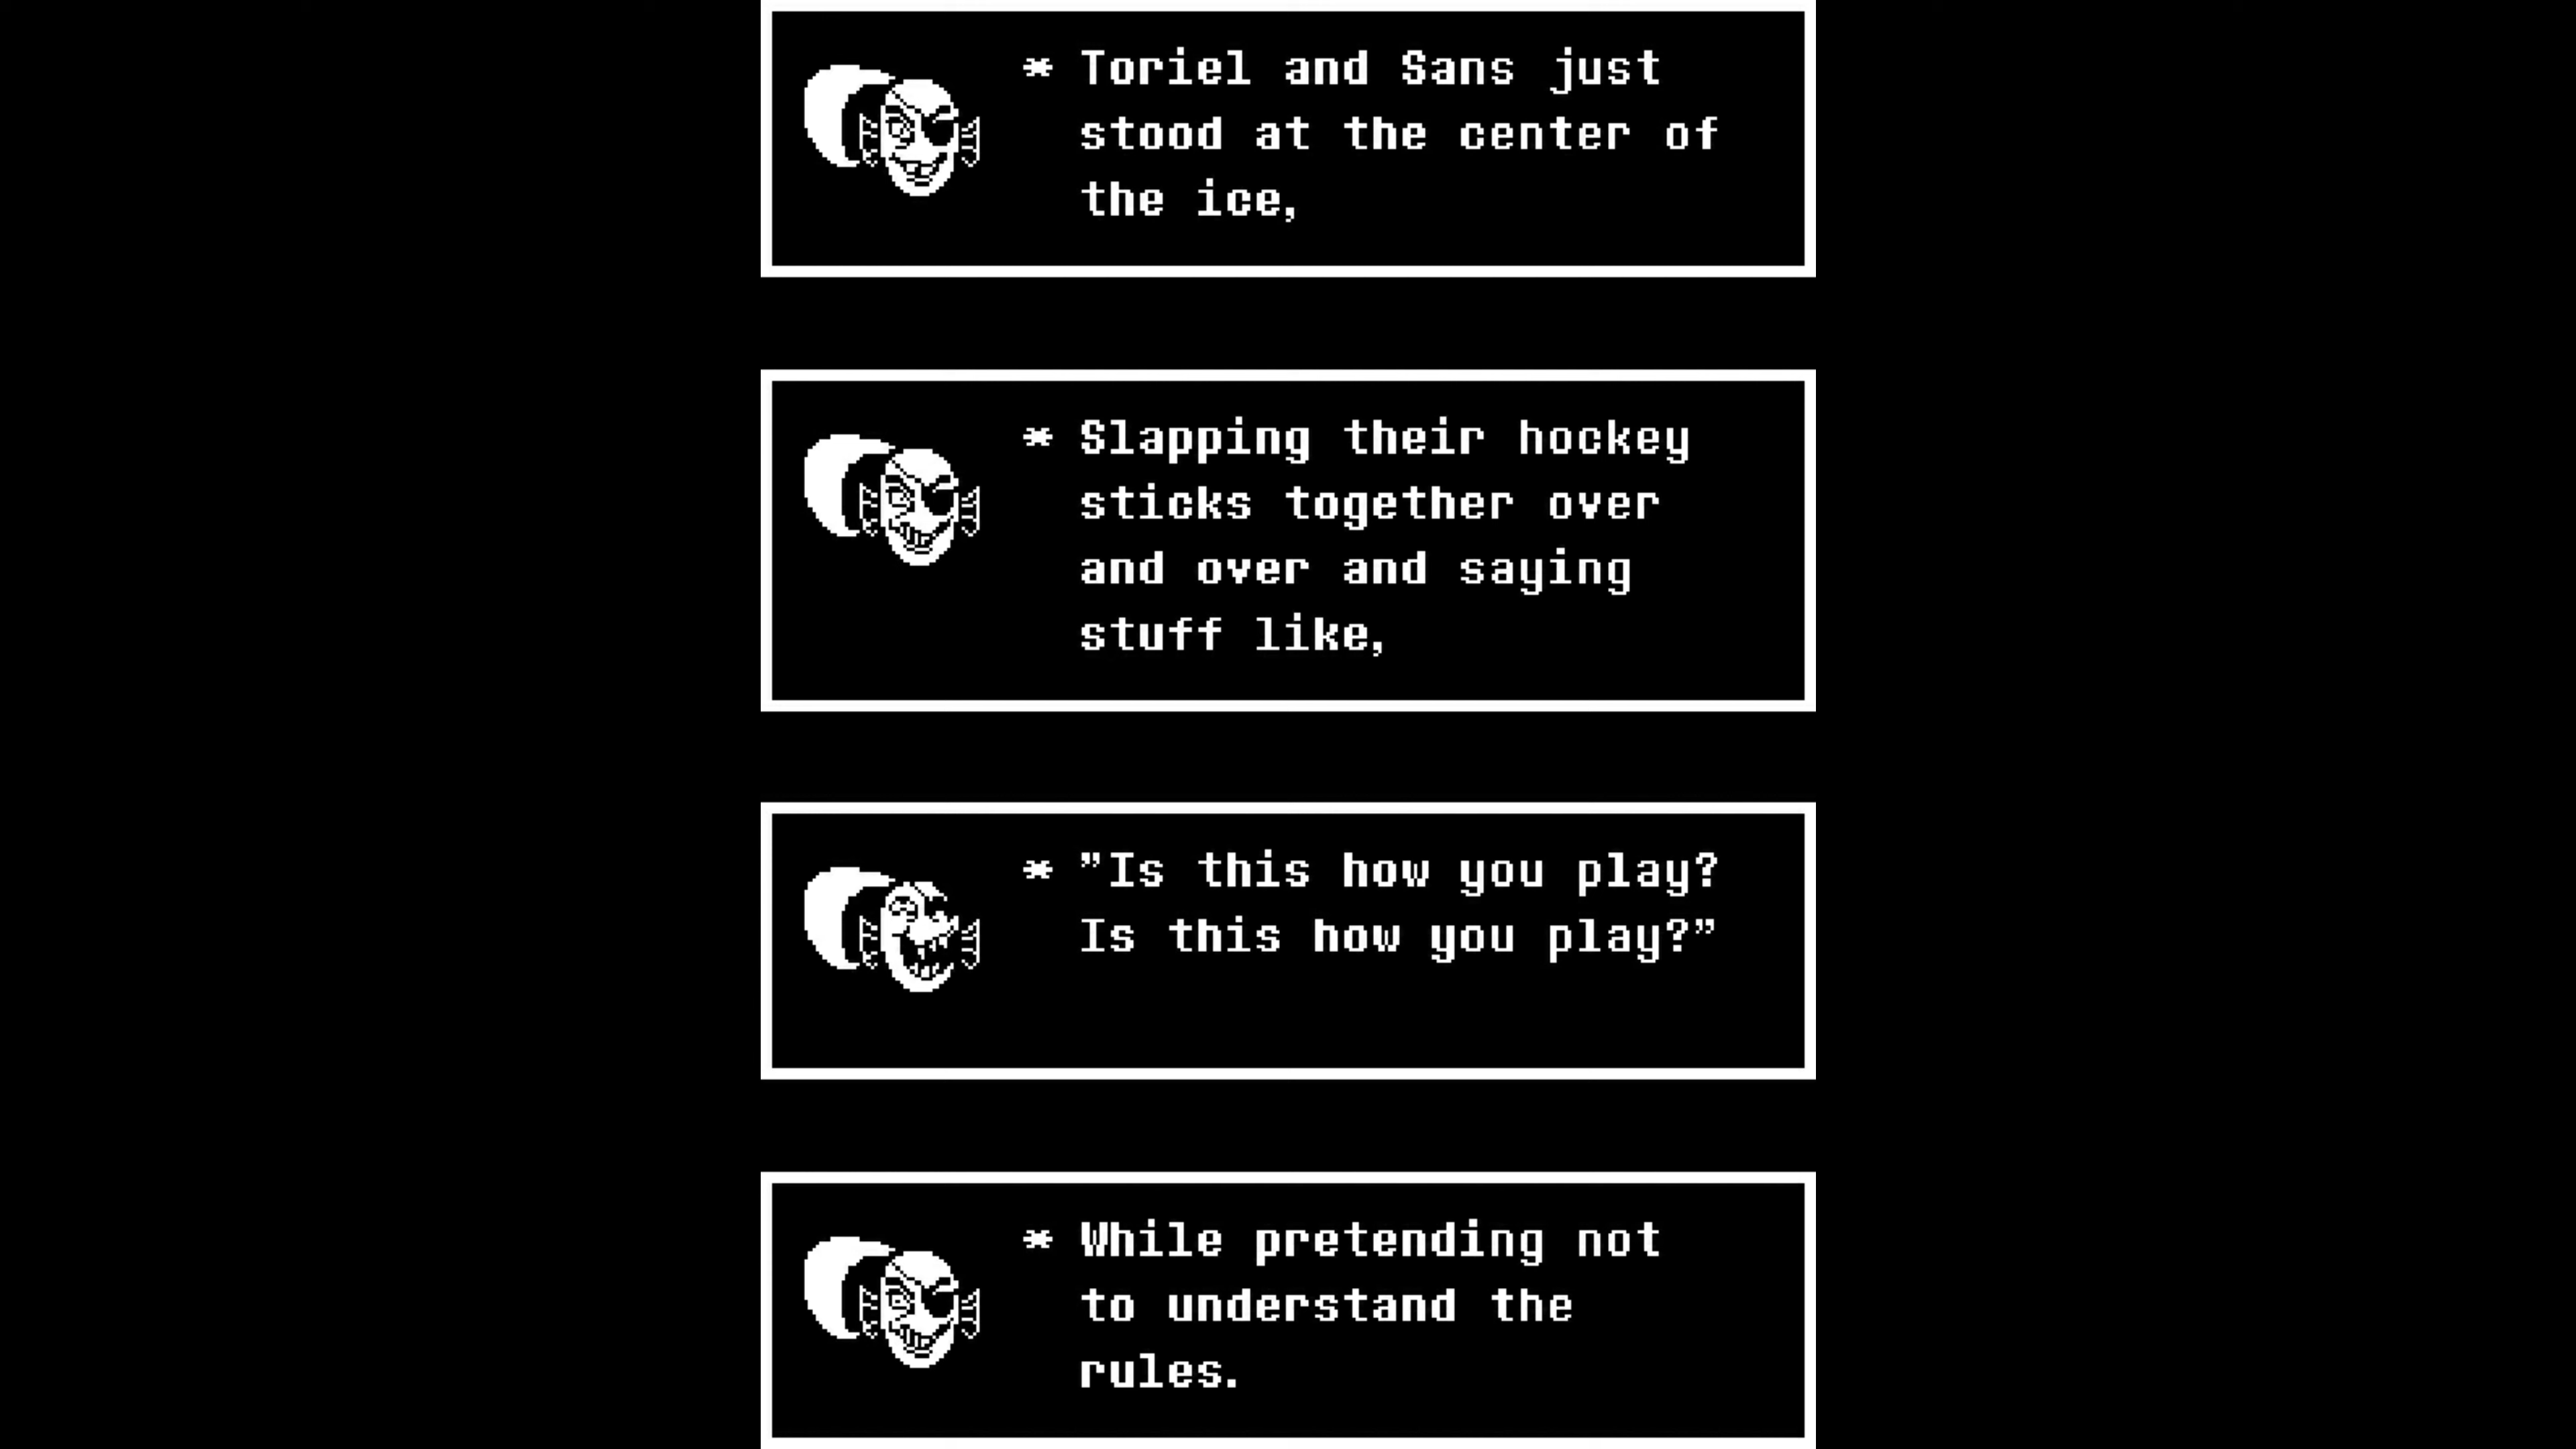 * Toriel and Sans just
stood at the center of
the ice,
* Slapping their hockey
sticks together over
and over and saying
stuff like,
* "Is this how you play?
Is this how you play?"
* While pretending not
to understand the
rules.